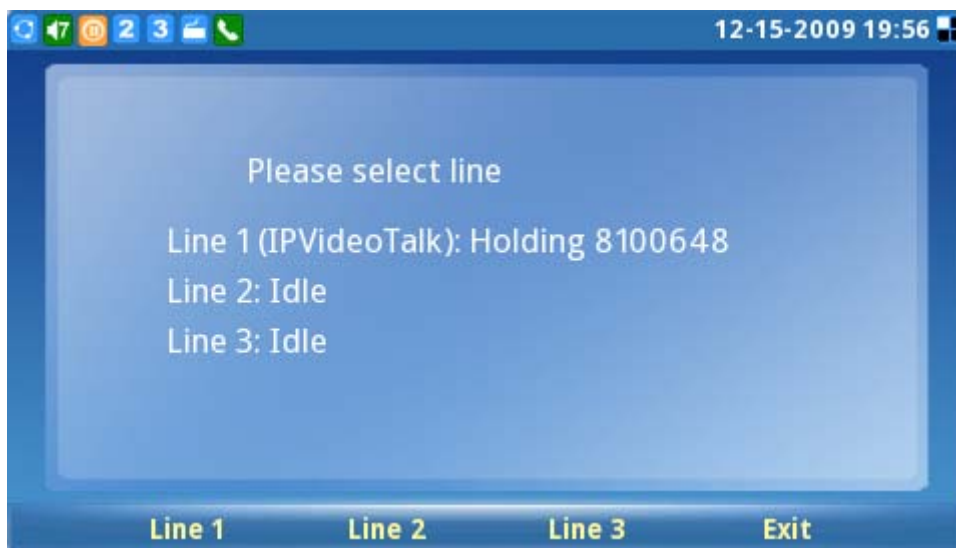 7 2 3 12-15-2009 19:56
Please select line
Line 1 (IPVideoTalk): Holding 8100648
Line 2: Idle
Line 3: Idle
Line 1 Line 2 Line 3 Exit